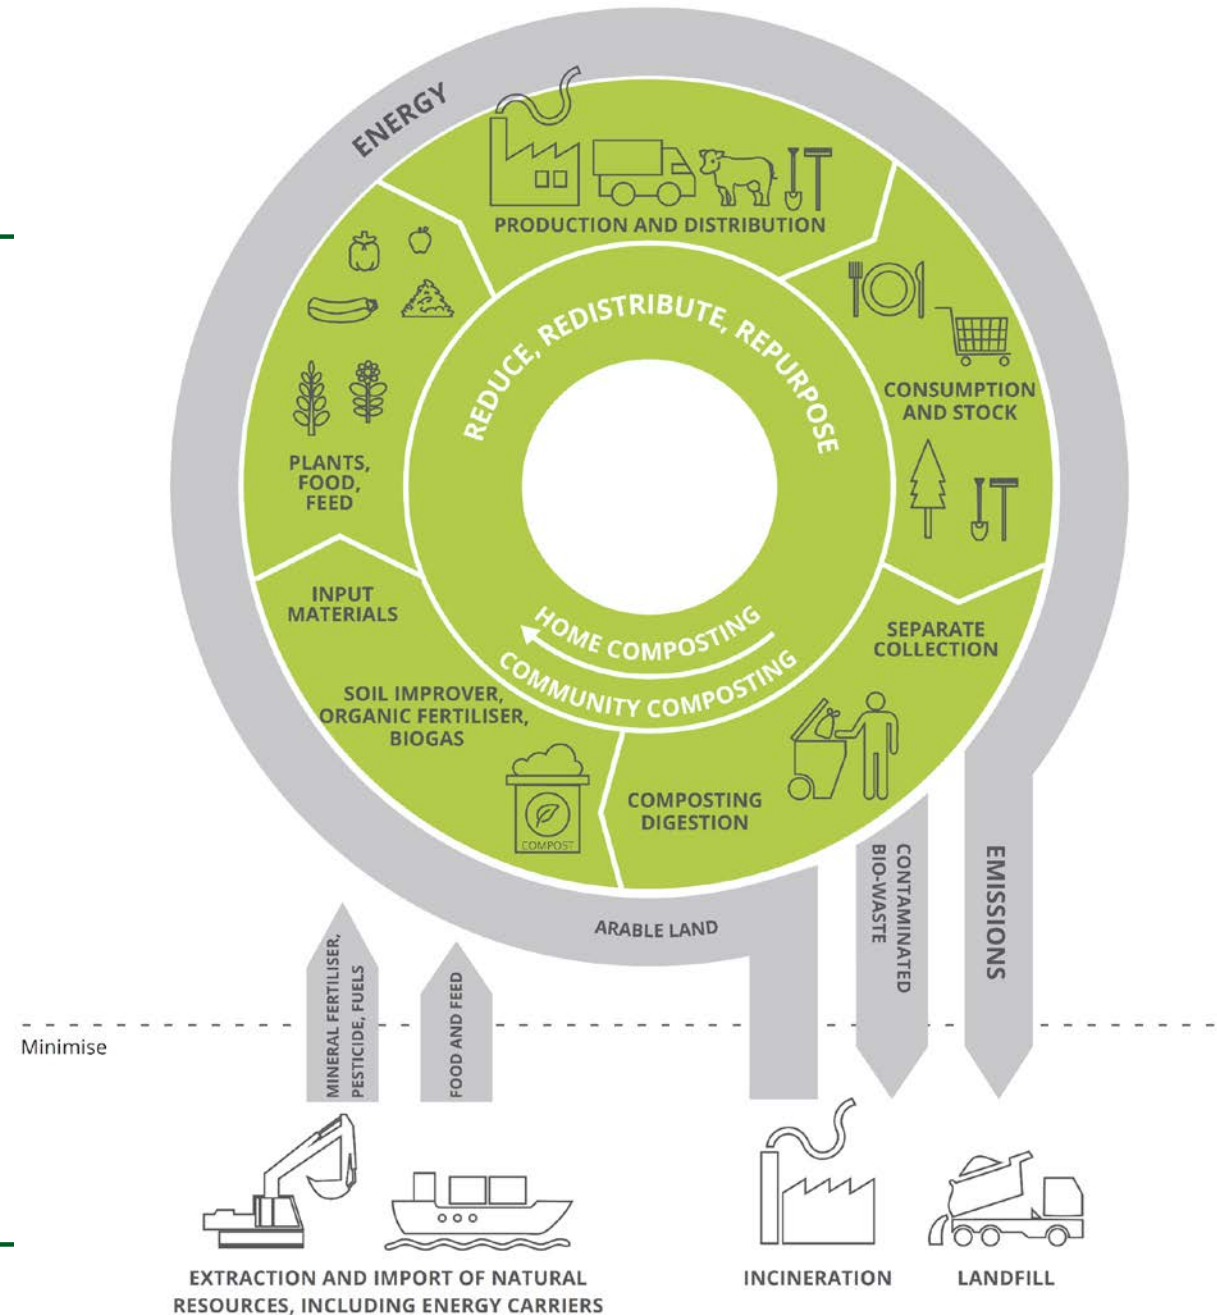 ENERGY
PRODUCTION AND DISTRIBUTION
REDUCE, REDISTRIBUTE, REPURPOSE
CONSUMPTION
AND STOCK
PLANTS,
FOOD,
FEED
INPUT
MATERIALS
HOME COMPOSTING
COMMUNITY COMPOSTING
SEPARATE
COLLECTION
SOIL IMPROVER,
ORGANIC FERTILISER,
BIOGAS
COMPOST
COMPOSTING
DIGESTION
CONTAMINATED
BIO-WASTE
EMISSIONS
ARABLE LAND
MINERAL FERTILISER,
PESTICIDE, FUELS
FOOD AND FEED
Minimise
EXTRACTION AND IMPORT OF NATURAL
RESOURCES, INCLUDING ENERGY CARRIERS
INCINERATION
LANDFILL